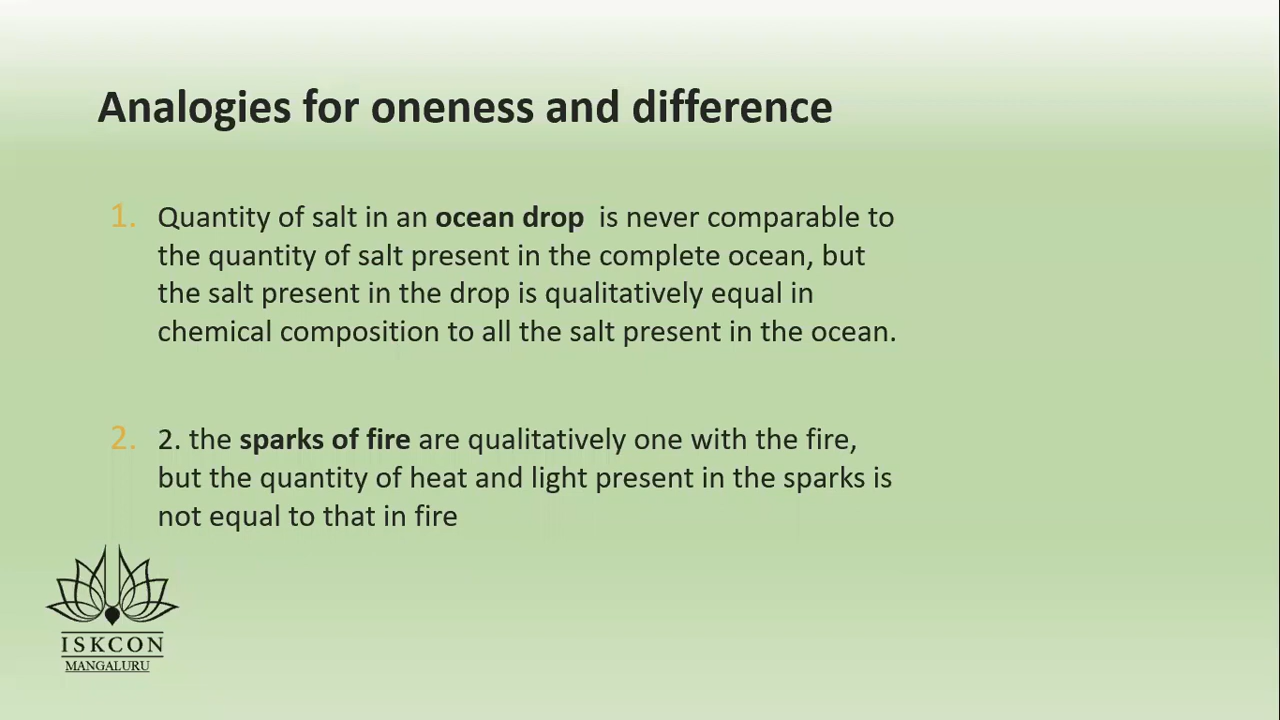 Analogies for oneness and difference
1. Quantity of salt in an ocean drop is never comparable to
the quantity of salt present in the complete ocean, but
the salt present in the drop is qualitatively equal in
chemical composition to all the salt present in the ocean.
2. 2. the sparks of fire are qualitatively one with the fire,
but the quantity of heat and light present in the sparks is
not equal to that in fire
ISKCON
MANGALURU